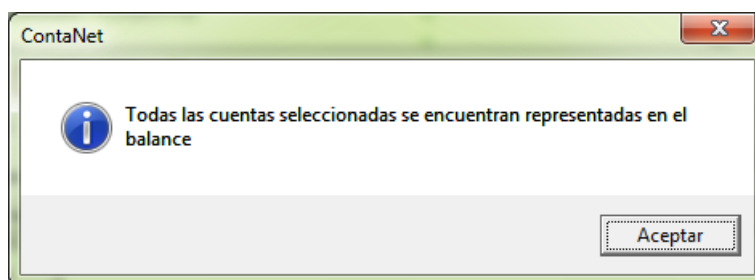 ContaNet
Todas las cuentas seleccionadas se encuentran representadas en el
balance
Aceptar